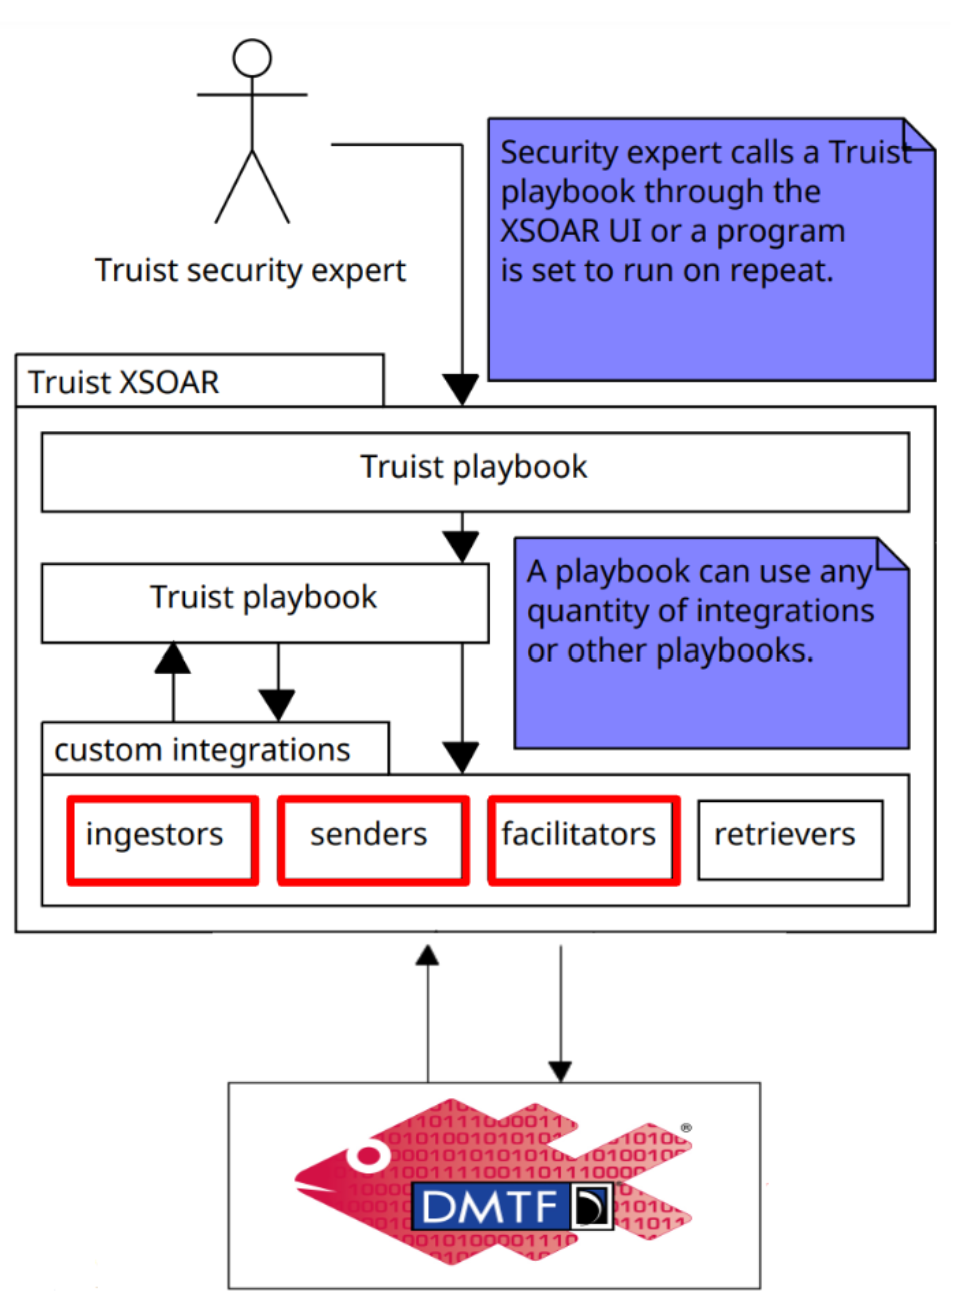 Security expert calls a Truist
playbook through the
XSOAR UI or a program
is set to run on repeat.
Truist security expert
Truist XSOAR
Truist playbook
Truist playbook
A playbook can use any
quantity of integrations
or other playbooks.
custom integrations
ingestors
senders
facilitators
retrievers
®
DMTF